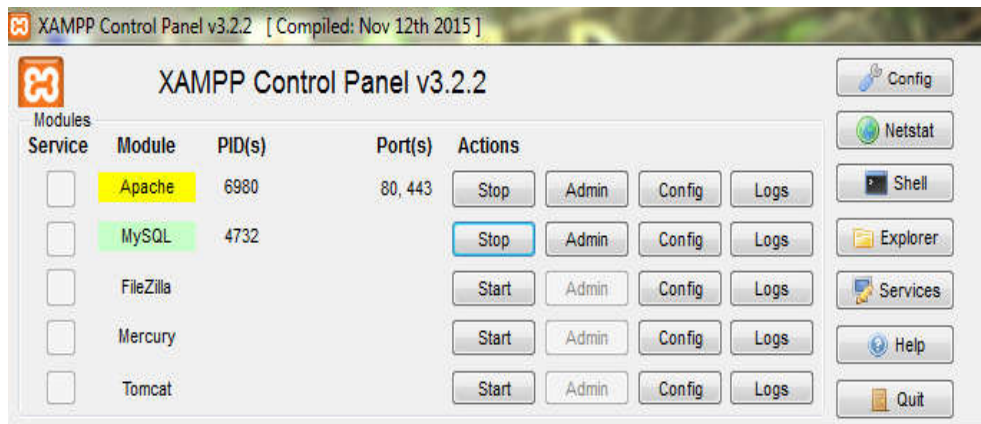 XAMPP Control Panel v3.2.2 [ Compiled: Nov 12th 2015 ]
XAMPP Control Panel v3.2.2
Config
Modules
Service Module PID(s) Port(s) Actions
Netstat
Apache 6980 80, 443 Stop Admin Config Logs
Shell
MySQL 4732 Stop Admin Config Logs
Explorer
FileZilla Start Admin Config Logs
Services
Mercury Start Admin Config Logs
Help
Tomcat Start Admin Config Logs
Quit